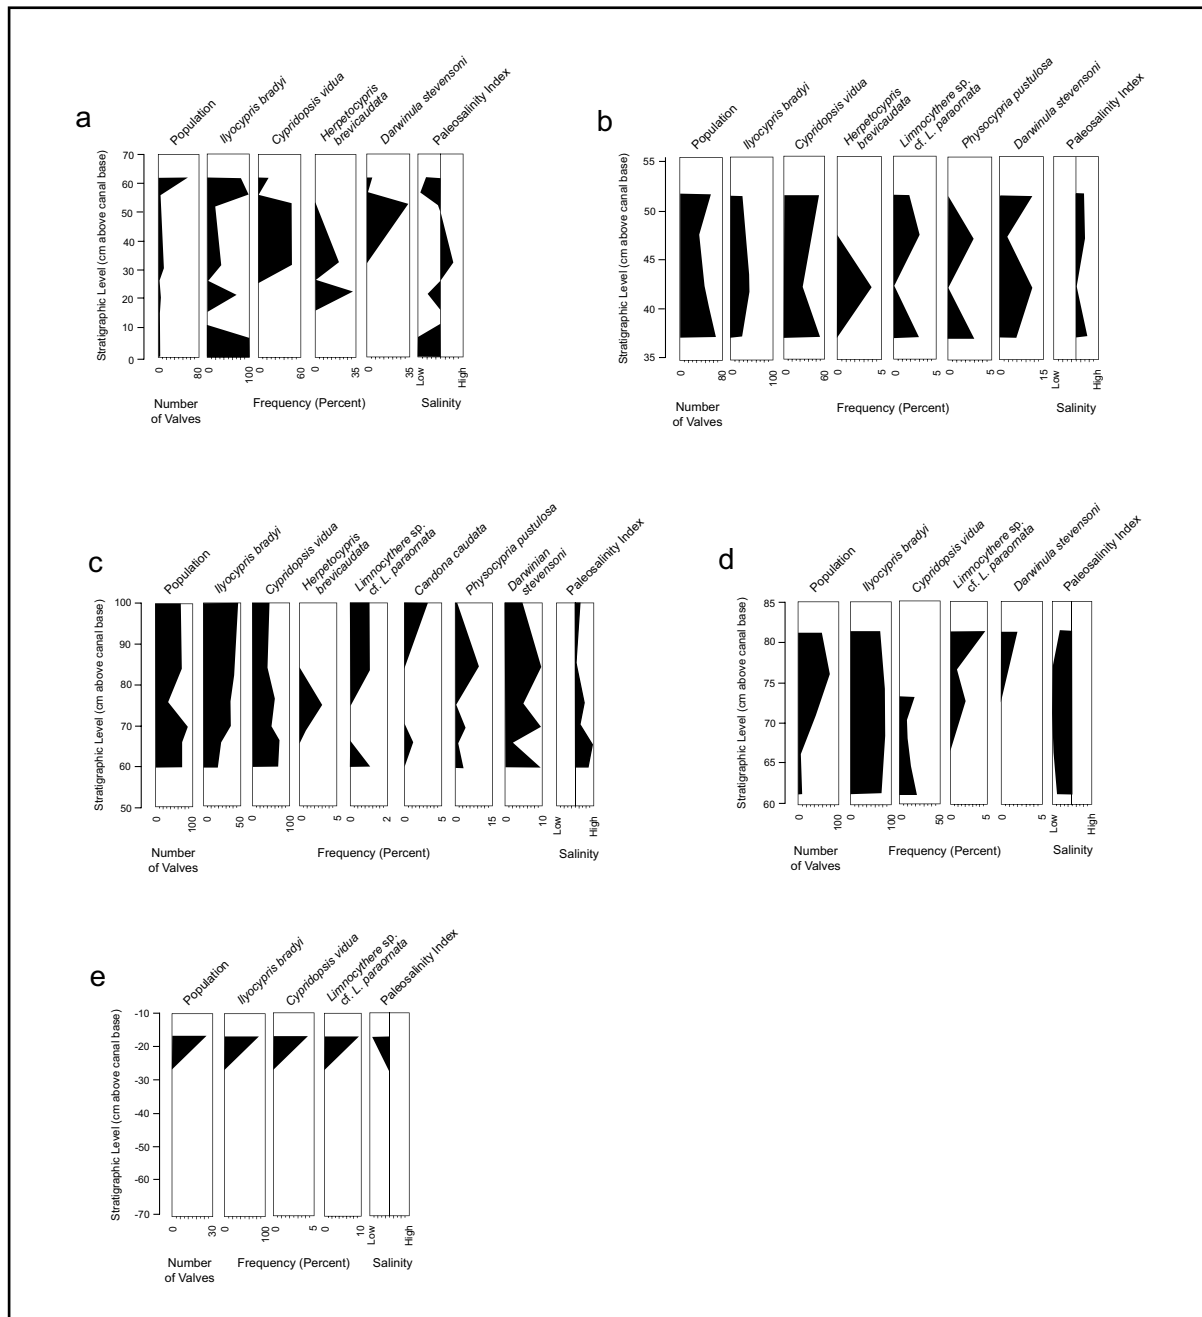 a
Population
Ilyocypris bradyi
Cypridopsis vidua
Herpetocypris
brevicaudata
Darwinula stevensoni
Paleosalinity Index
Stratigraphic Level (cm above canal base)
70
60
50
40
30
20
10
0
0 80
0 100
0 60
0 35
0 35
Low High
Number
of Valves
Frequency (Percent)
Salinity
b
Population
Ilyocypris bradyi
Cypridopsis vidua
Herpetocypris
brevicaudata
Limnocythere sp.
cf. L. paraornata
Physocypria pustulosa
Darwinula stevensoni
Paleosalinity Index
Stratigraphic Level (cm above canal base)
55
50
45
40
35
0 80
0 100
0 60
0 5
0 5
0 5
0 15
Low High
Number
of Valves
Frequency (Percent)
Salinity
c
Population
Ilyocypris bradyi
Cypridopsis vidua
Herpetocypris
brevicaudata
Limnocythere sp.
cf. L. paraornata
Candona caudata
Physocypria pustulosa
Darwinian
stevensoni
Paleosalinity Index
Stratigraphic Level (cm above canal base)
100
90
80
70
60
50
0 100
0 50
0 100
0 5
0 2
0 5
0 15
0 10
Low High
Number
of Valves
Frequency (Percent)
Salinity
d
Population
Ilyocypris bradyi
Cypridopsis vidua
Limnocythere sp.
cf. L. paraornata
Darwinula stevensoni
Paleosalinity Index
Stratigraphic Level (cm above canal base)
85
80
75
70
65
60
0 100
0 100
0 50
0 5
0 5
Low High
Number
of Valves
Frequency (Percent)
Salinity
e
Population
Ilyocypris bradyi
Cypridopsis vidua
Limnocythere sp.
cf. L. paraornata
Paleosalinity Index
Stratigraphic Level (cm above canal base)
-10
-20
-30
-40
-50
-60
-70
0 30
0 100
0 5
0 10
Low High
Number
of Valves
Frequency (Percent)
Salinity